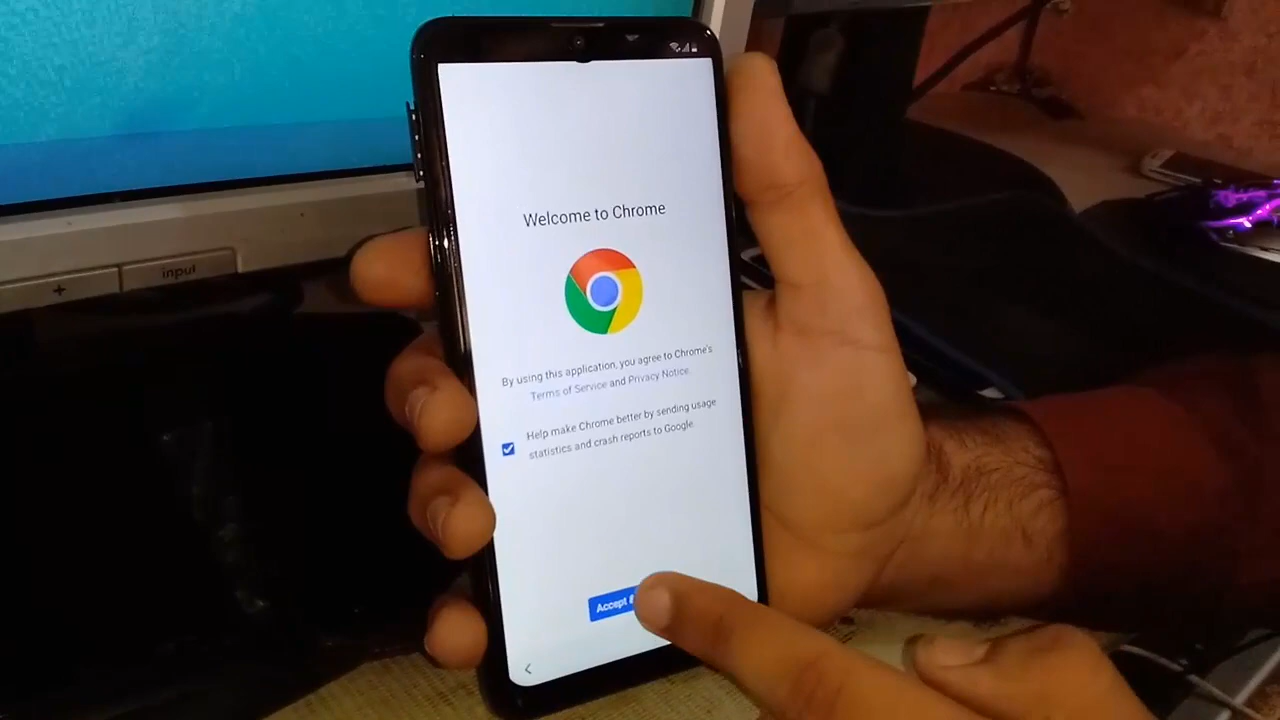 Welcome to Chrome
By using this application, you agree to Chrome's
Terms of Service and Privacy Notice.
Help make Chrome better by sending usage
statistics and crash reports to Google.
Accept
+
input